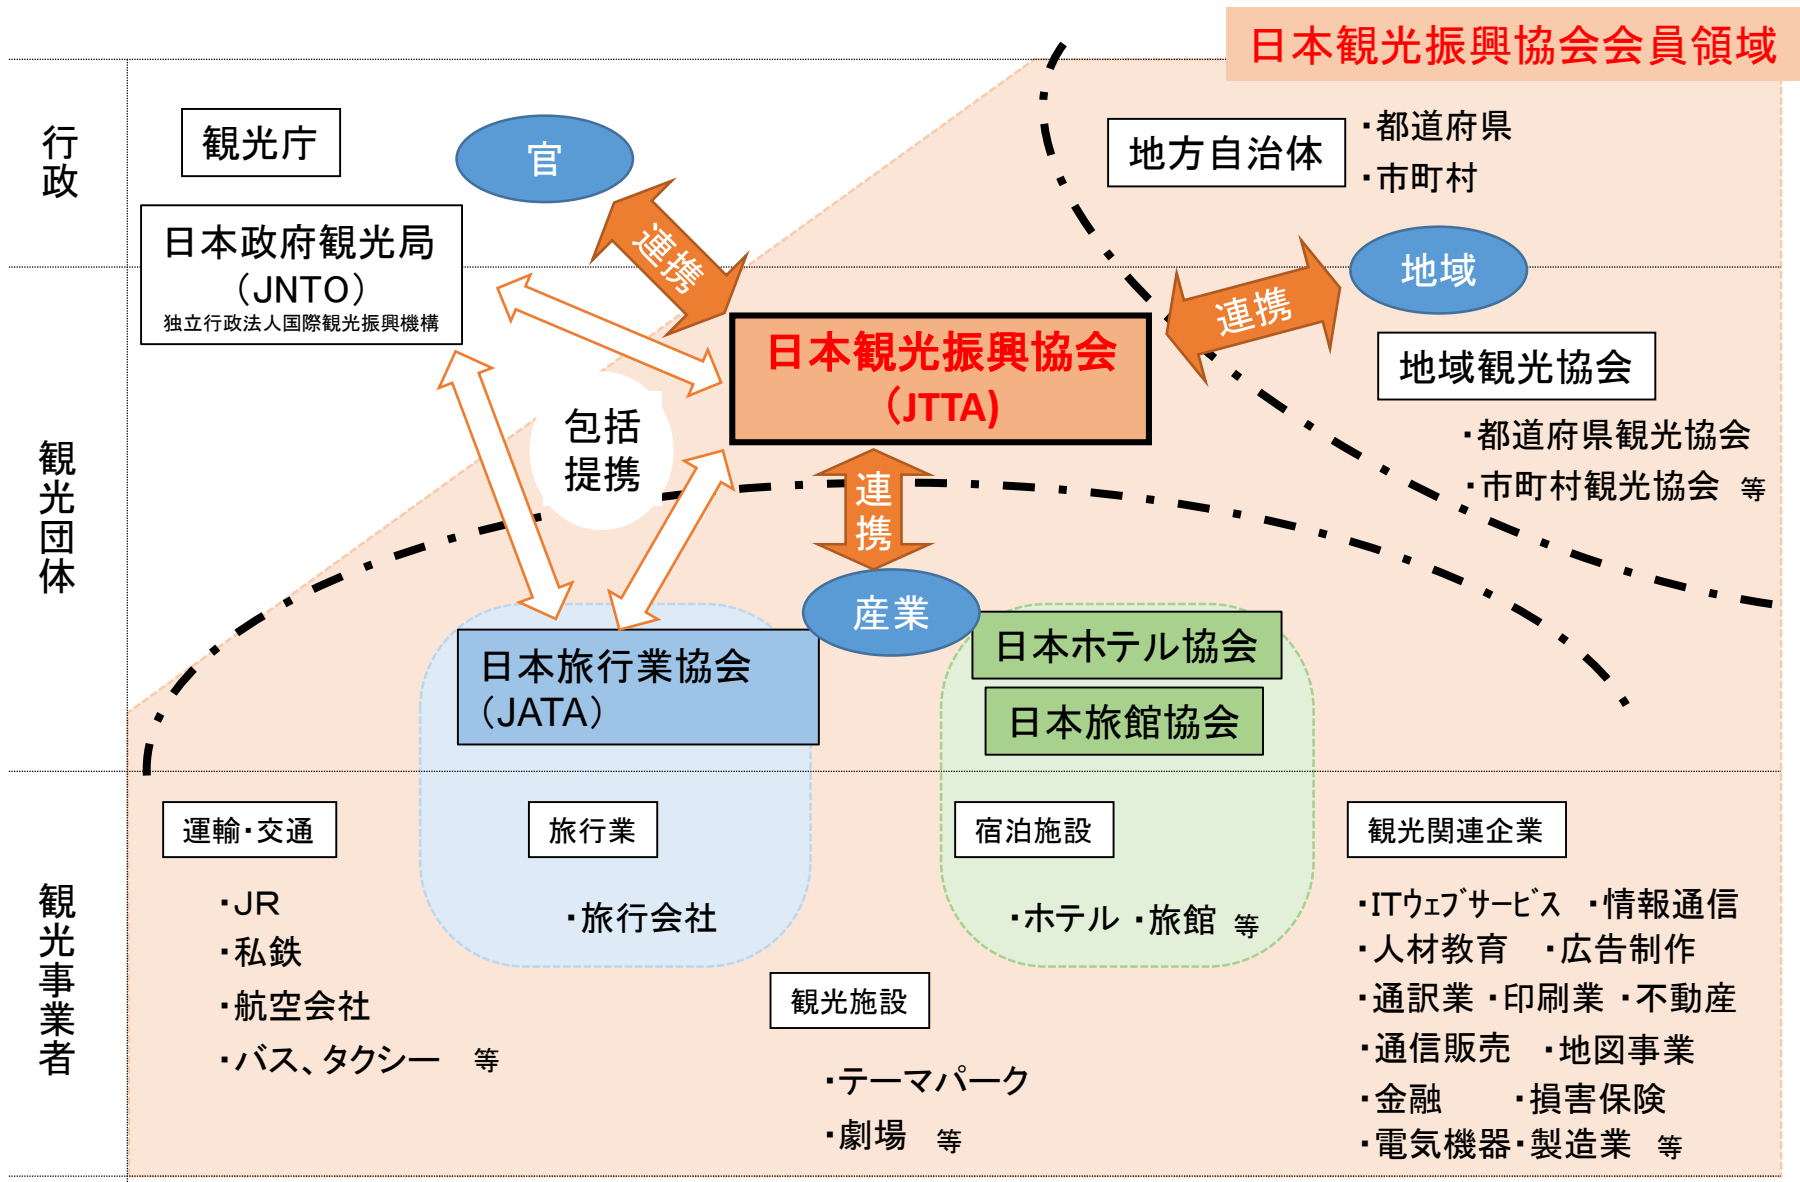 日本観光振興協会会員領域
行政
観光庁
官
地方自治体
・都道府県
・市町村
日本政府観光局
（JNTO）
独立行政法人国際観光振興機構
連携
連携
地域
観光団体
日本観光振興協会
（JTTA)
地域観光協会
・都道府県観光協会
・市町村観光協会 等
包括
提携
連携
産業
日本旅行業協会
（JATA）
日本ホテル協会
日本旅館協会
観光事業者
運輸・交通
・JR
・私鉄
・航空会社
・バス、タクシー 等
旅行業
・旅行会社
宿泊施設
・ホテル ・旅館 等
観光施設
・テーマパーク
・劇場 等
観光関連企業
・ITウェブサービス ・情報通信
・人材教育 ・広告制作
・通訳業 ・印刷業 ・不動産
・通信販売 ・地図事業
・金融 ・損害保険
・電気機器・製造業 等